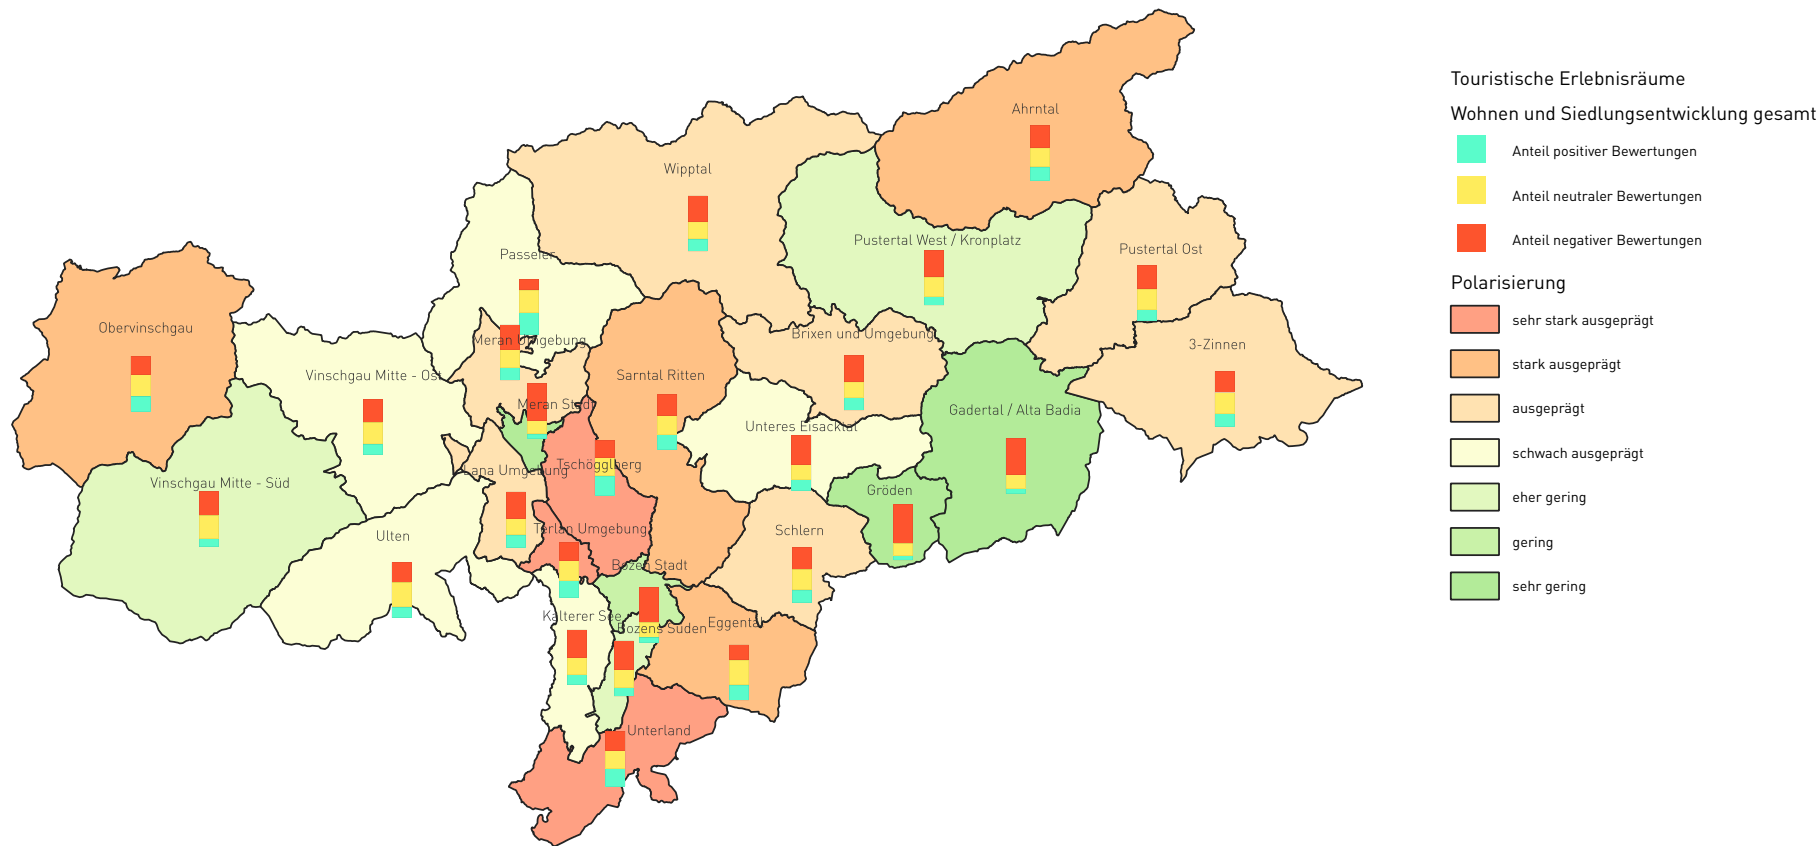 Touristische Erlebnisräume
Wohnen und Siedlungsentwicklung gesamt
Anteil positiver Bewertungen
Anteil neutraler Bewertungen
Anteil negativer Bewertungen
Polarisierung
sehr stark ausgeprägt
stark ausgeprägt
ausgeprägt
schwach ausgeprägt
eher gering
gering
sehr gering
Ahrntal
Wipptal
Pustertal West / Kronplatz
Pustertal Ost
Passeier
Obervinschgau
Meran Umgebung
Brixen und Umgebung
3-Zinnen
Vinschgau Mitte - Ost
Sarntal Ritten
Meran Stadt
Gadertal / Alta Badia
Unteres Eisacktal
Tschögglberg
Lana Umgebung
Vinschgau Mitte - Süd
Gröden
Terlan Umgebung
Schlern
Ulten
Bozen Stadt
Kalterer See
Bozens Süden
Eggental
Unterland